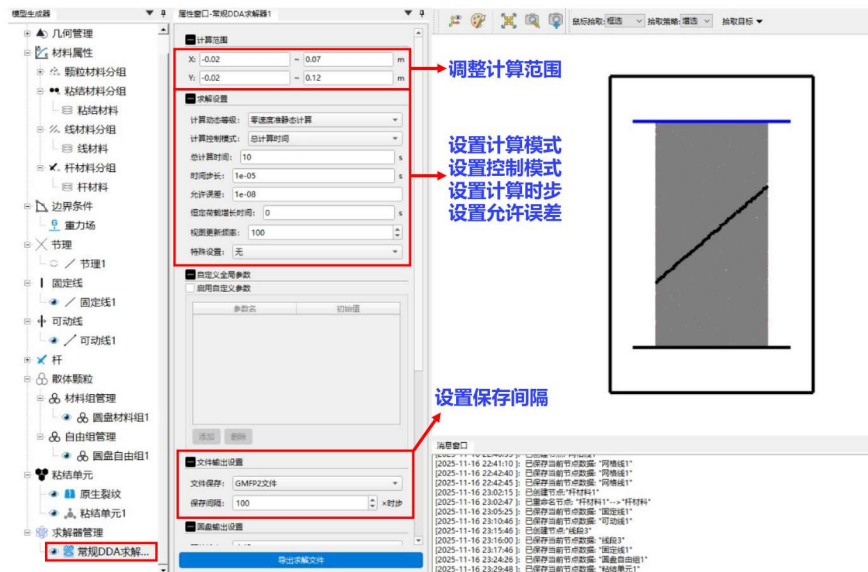 模型生成器
几何管理
材料属性
颗粒材料分组
粘结材料分组
粘结材料
线材料分组
线材料
杆材料分组
杆材料
边界条件
重力场
节理
节理1
固定线
固定线1
可动线
可动线1
杆
散体颗粒
材料组管理
圆盘材料组1
自由组管理
圆盘自由组1
粘结单元
原生裂纹
粘结单元1
求解器管理
常规DDA求解...
属性窗口-常规DDA求解器1
计算范围
X: -0.02 ~ 0.07 m
Y: -0.02 ~ 0.12 m
求解设置
计算动态等级: 零速度准静态计算
计算控制模式: 总计算时间
总计算时间: 10 s
时间步长: 1e-05 s
允许误差: 1e-08
恒定荷载增长时间: 0 s
视图更新频率: 100
特殊设置: 无
自定义全局参数
启用自定义参数
参数名 初始值
添加 删除
文件输出设置
文件保存: GMFP2文件
保存间隔: 100 ×时步
圆盘输出设置
导出求解文件
鼠标拾取: 框选 拾取策略: 增选 拾取目标
调整计算范围
设置计算模式
设置控制模式
设置计算时步
设置允许误差
设置保存间隔
消息窗口
[2025-11-16 22:41:10 ]: 已保存当前节点数据: "网格线1"
[2025-11-16 22:42:40 ]: 已保存当前节点数据: "网格线1"
[2025-11-16 22:42:45 ]: 已保存当前节点数据: "网格线1"
[2025-11-16 23:02:15 ]: 已创建节点:"杆材料1"
[2025-11-16 23:02:47 ]: 已重命名节点: "杆材料1"-->"杆材料"
[2025-11-16 23:05:25 ]: 已保存当前节点数据: "固定线1"
[2025-11-16 23:10:46 ]: 已保存当前节点数据: "可动线1"
[2025-11-16 23:15:46 ]: 已创建节点:"线段3"
[2025-11-16 23:16:00 ]: 已保存当前节点数据: "线段3"
[2025-11-16 23:17:46 ]: 已保存当前节点数据: "固定线1"
[2025-11-16 23:24:26 ]: 已保存当前节点数据: "圆盘自由组1"
[2025-11-16 23:29:48 ]: 已保存当前节点数据: "粘结单元1"